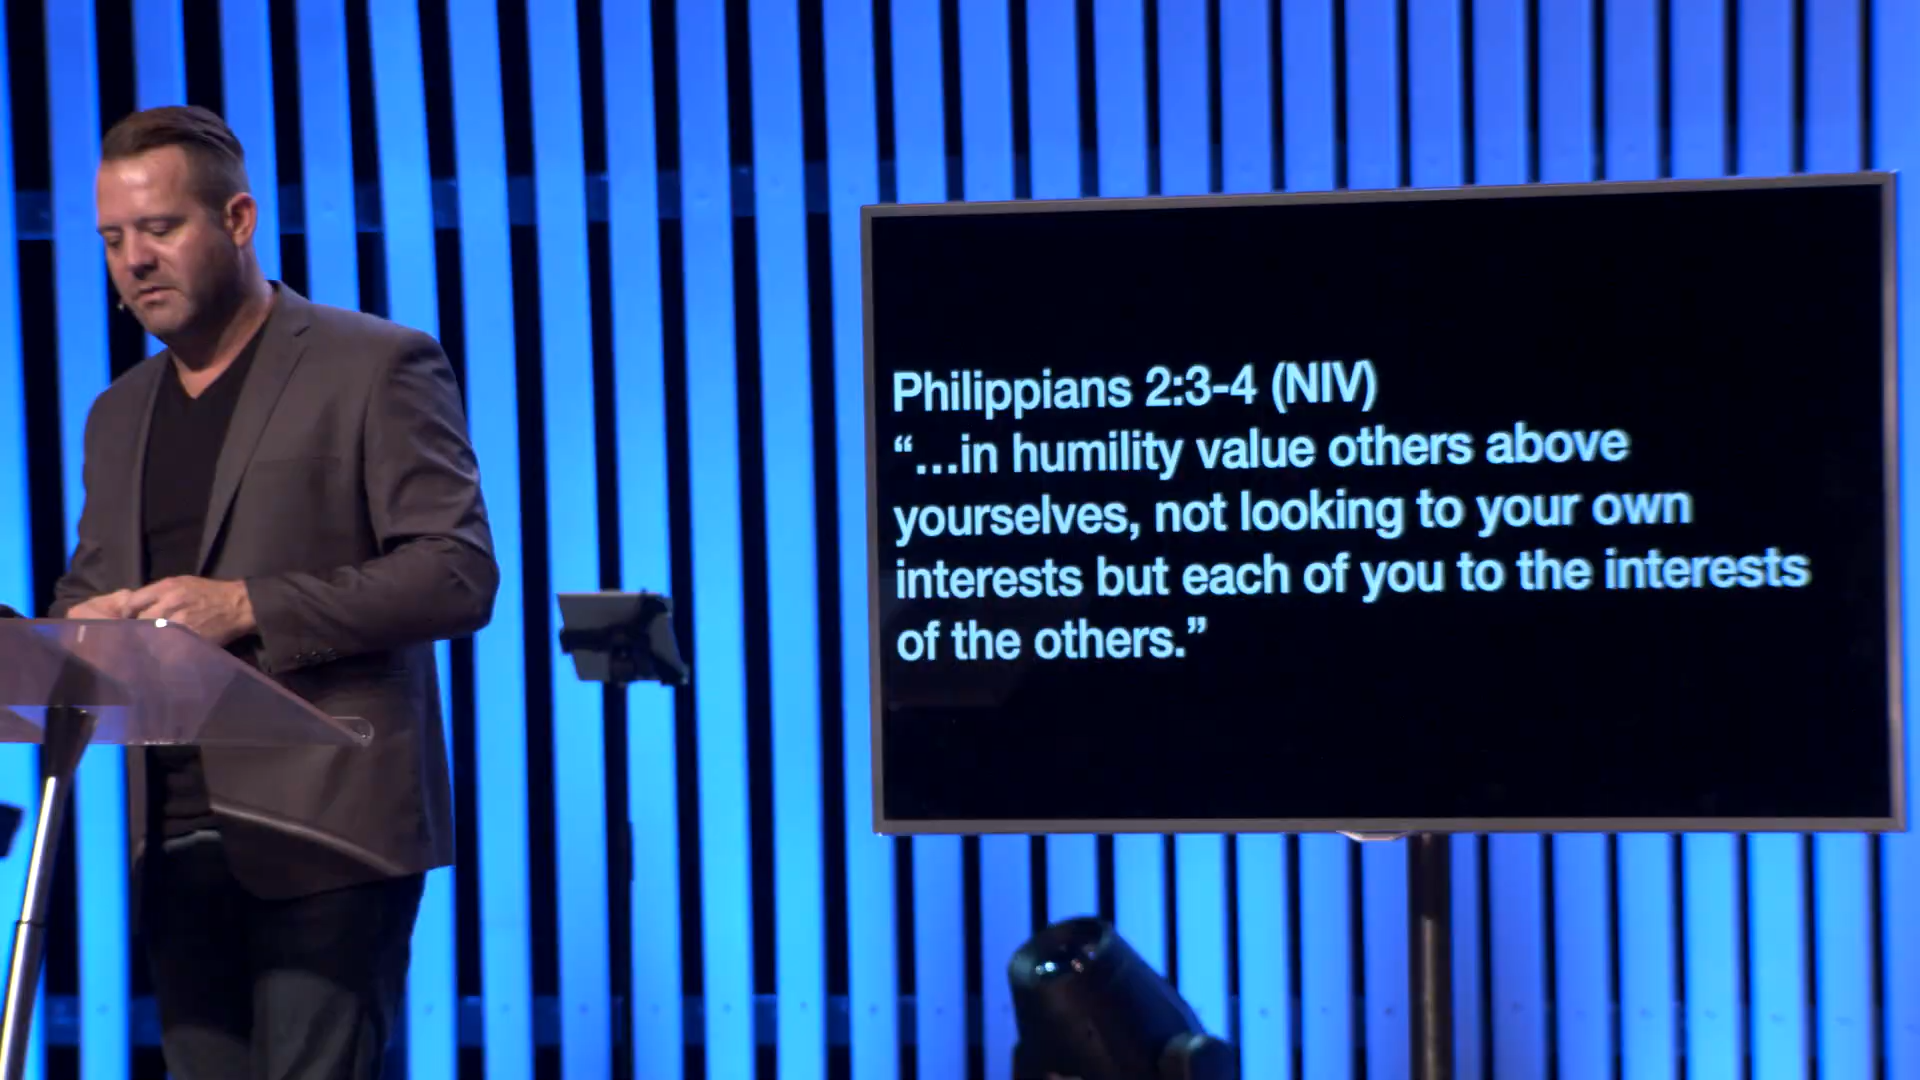 Philippians 2:3-4 (NIV)
“...in humility value others above
yourselves, not looking to your own
interests but each of you to the interests
of the others.”